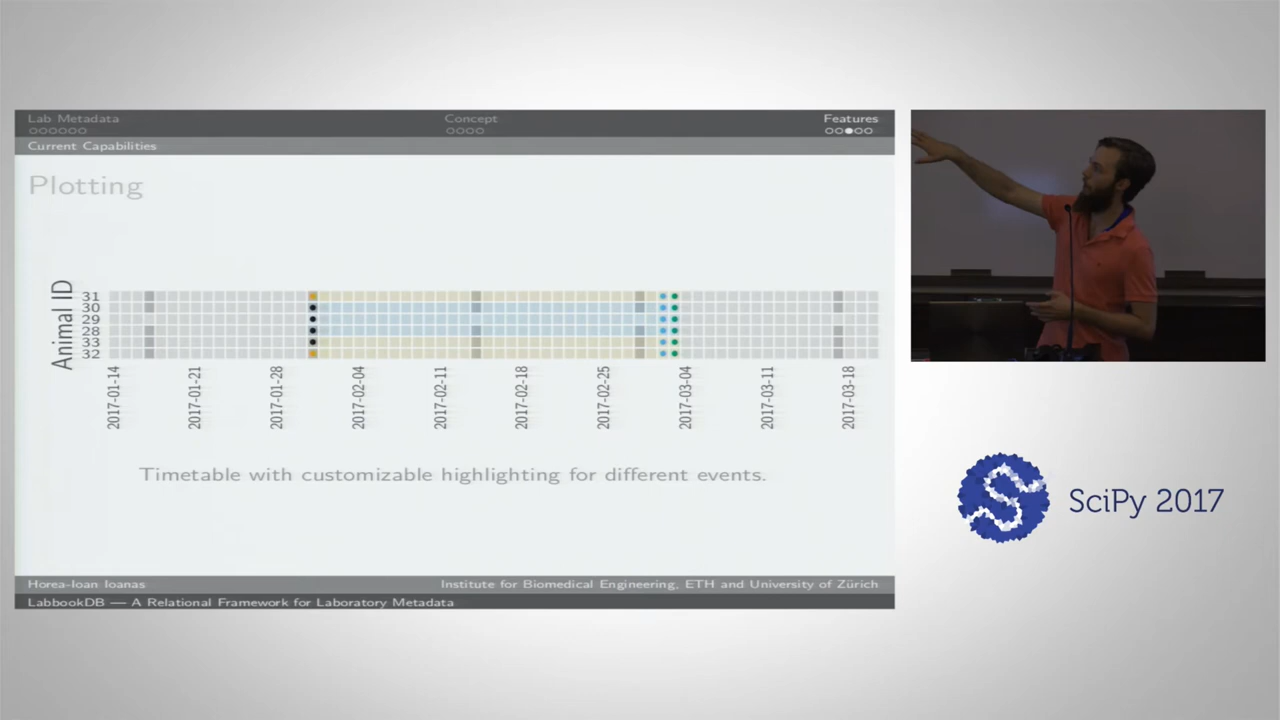 Lab Metadata
Concept
Features
Current Capabilities
Plotting
Animal ID
31
30
29
28
33
32
2017-01-14
2017-01-21
2017-01-28
2017-02-04
2017-02-11
2017-02-18
2017-02-25
2017-03-04
2017-03-11
2017-03-18
Timetable with customizable highlighting for different events.
Horea-Ioan Ioanas
Institute for Biomedical Engineering, ETH and University of Zürich
LabbookDB — A Relational Framework for Laboratory Metadata
SciPy 2017